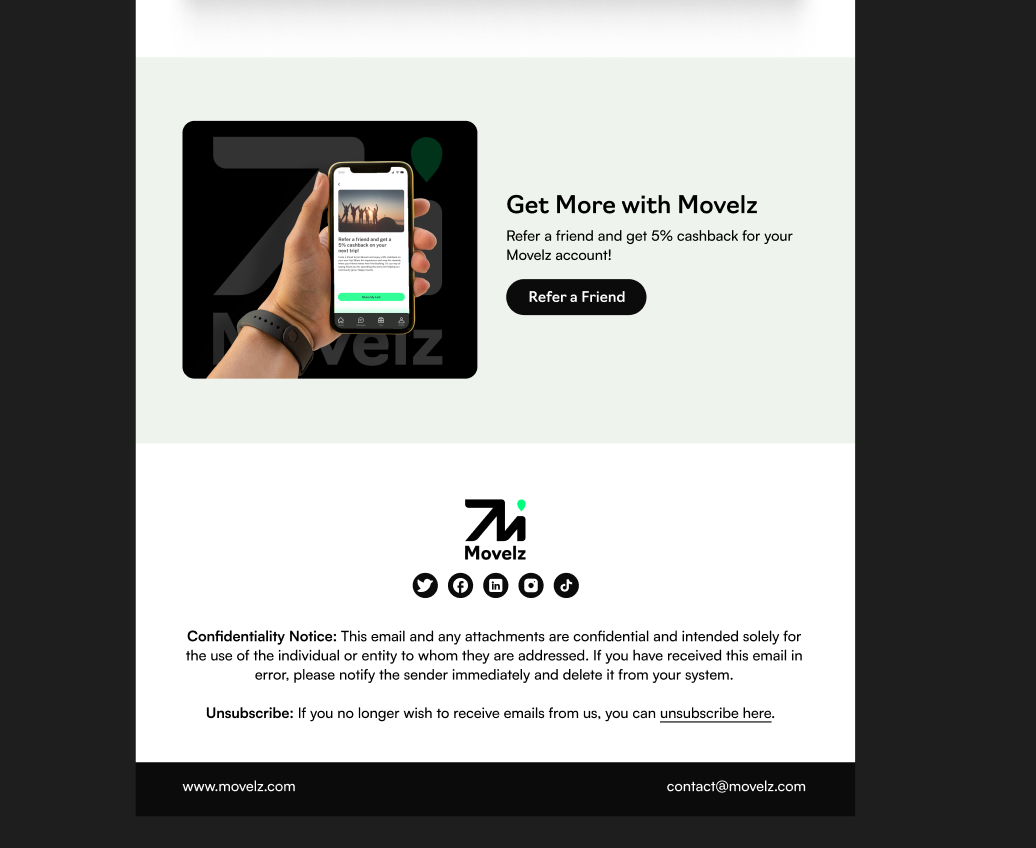 Refer a friend and get a
5% cashback on your
next trip!
Share My Link
Movelz
Get More with Movelz
Refer a friend and get 5% cashback for your
Movelz account!
Refer a Friend
Movelz
in
Confidentiality Notice: This email and any attachments are confidential and intended solely for
the use of the individual or entity to whom they are addressed. If you have received this email in
error, please notify the sender immediately and delete it from your system.
Unsubscribe: If you no longer wish to receive emails from us, you can unsubscribe here.
www.movelz.com
contact@movelz.com